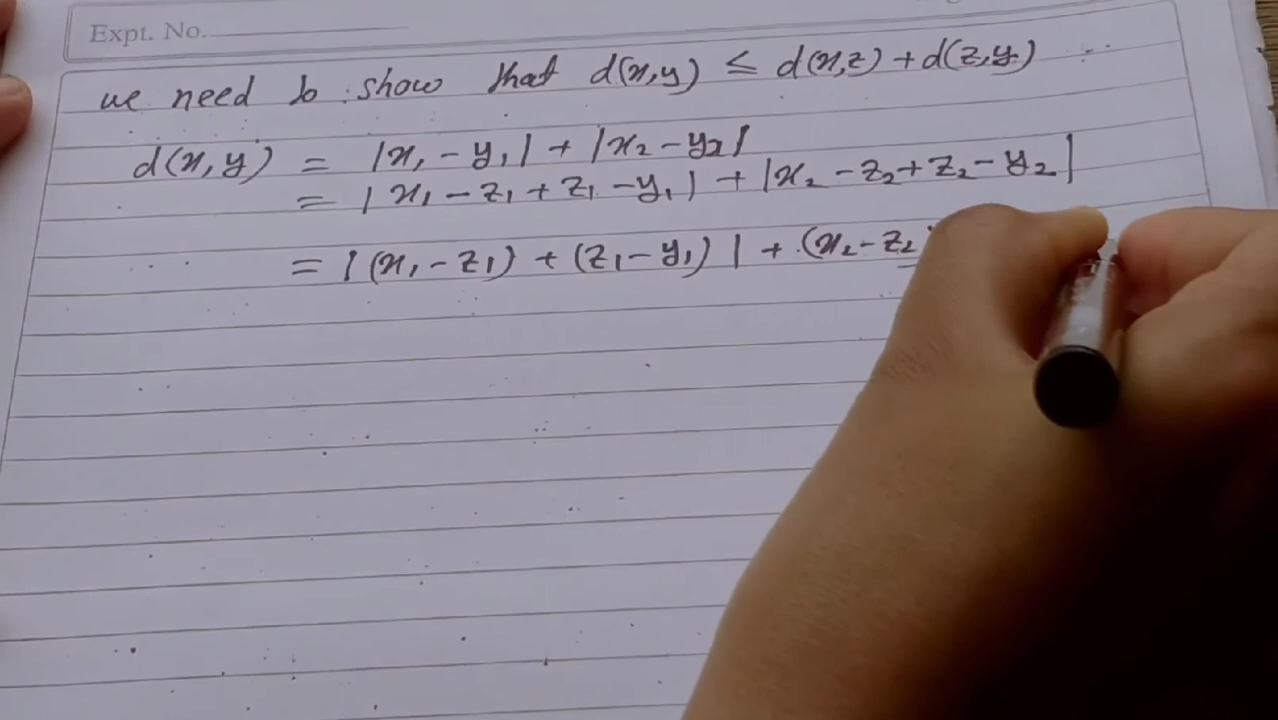 Expt. No.
we need to show that d(x,y) ≤ d(x,z) + d(z,y)
d(x,y) = |x₁ - y₁| + |x₂ - y₂|
= |x₁ - z₁ + z₁ - y₁| + |x₂ - z₂ + z₂ - y₂|
= |(x₁ - z₁) + (z₁ - y₁)| + (x₂ - z₂